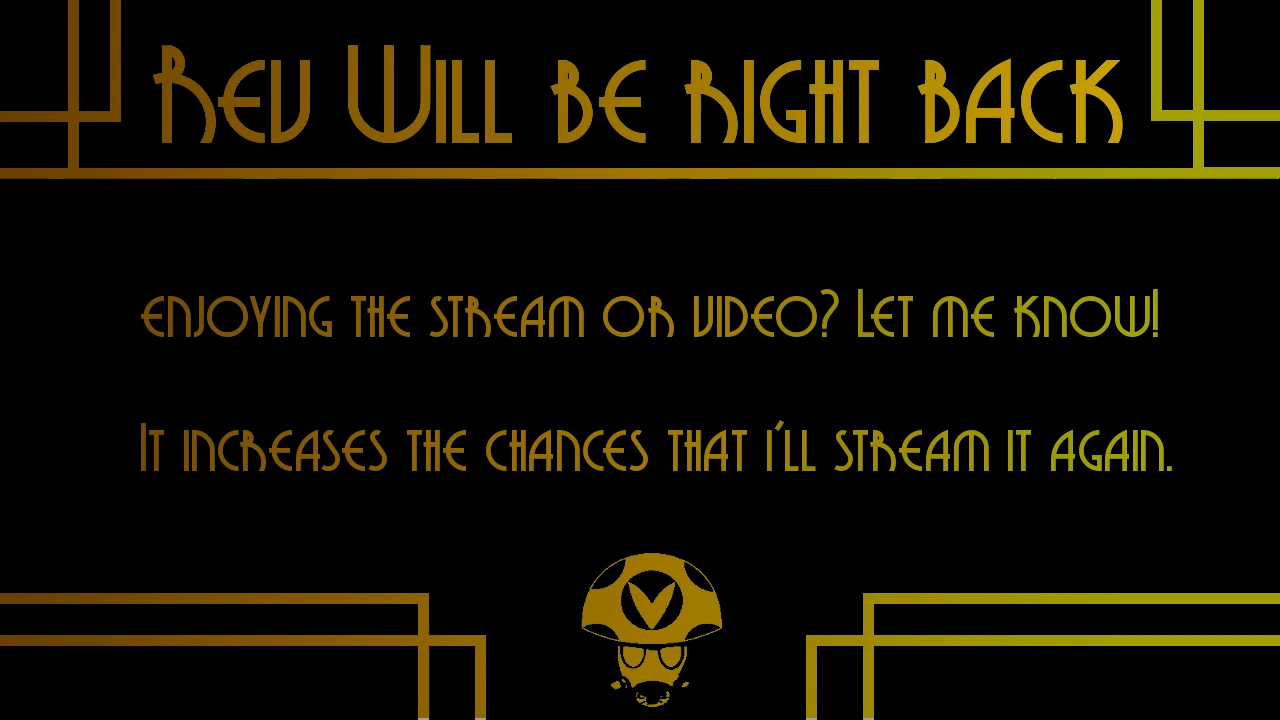 Rev Will be right back
enjoying the stream or video? Let me know!
It increases the chances that i'll stream it again.